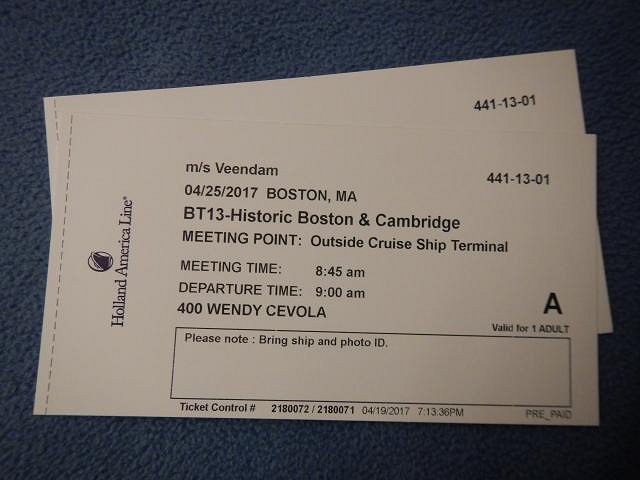 441-13-01
m/s Veendam
441-13-01
04/25/2017 BOSTON, MA
BT13-Historic Boston & Cambridge
MEETING POINT: Outside Cruise Ship Terminal
MEETING TIME: 8:45 am
DEPARTURE TIME: 9:00 am
400 WENDY CEVOLA
A
Valid for 1 ADULT
Please note : Bring ship and photo ID.
Ticket Control # 2180072 / 2180071 04/19/2017 7:13:36PM
PRE_PAID
Holland America Line®